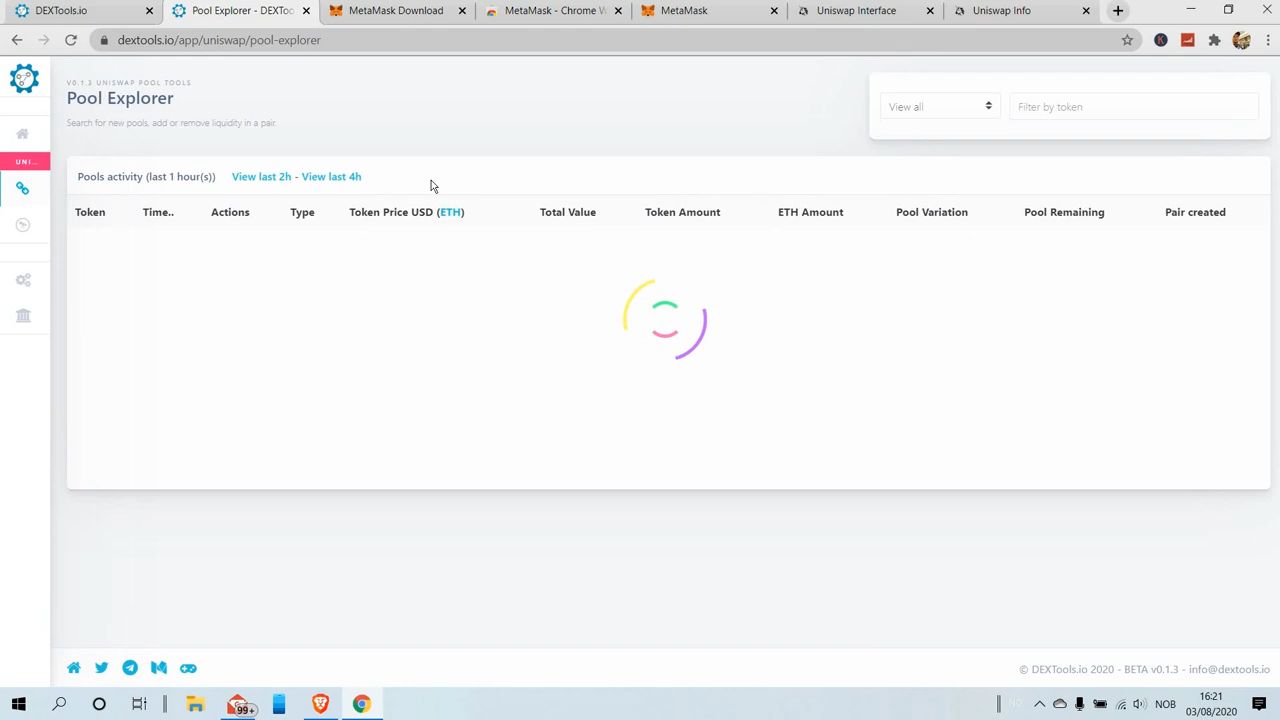 DEXTools.io
Pool Explorer - DEXTo
MetaMask Download
MetaMask - Chrome W
MetaMask
Uniswap Interface
Uniswap Info
dextools.io/app/uniswap/pool-explorer
V0.1.3 UNISWAP POOL TOOLS
Pool Explorer
Search for new pools, add or remove liquidity in a pair.
View all
Filter by token
UNI...
Pools activity (last 1 hour(s)) View last 2h - View last 4h
Token Time.. Actions Type Token Price USD (ETH) Total Value Token Amount ETH Amount Pool Variation Pool Remaining Pair created
© DEXTools.io 2020 - BETA v0.1.3 - info@dextools.io
99+
NOB
16:21
03/08/2020